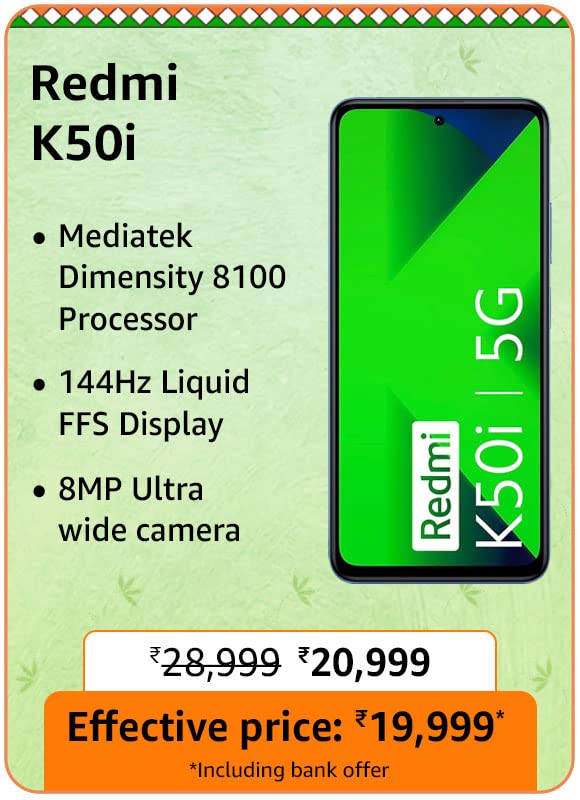 Redmi
K50i
• Mediatek
Dimensity 8100
Processor
• 144Hz Liquid
FFS Display
• 8MP Ultra
wide camera
Redmi
K50i | 5G
₹28,999 ₹20,999
Effective price: ₹19,999*
*Including bank offer